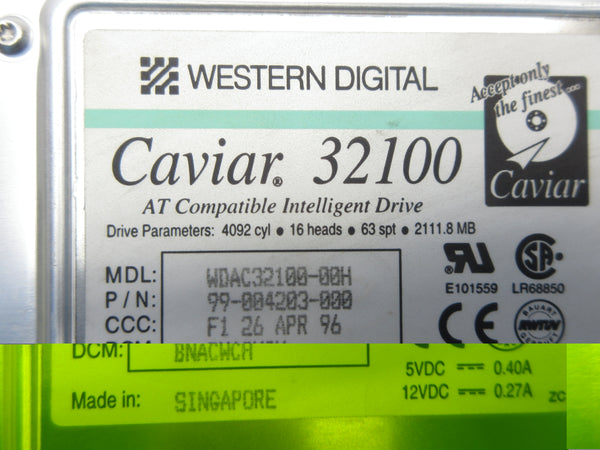 WESTERN DIGITAL
Accept only
the finest...
Caviar
Caviar® 32100
AT Compatible Intelligent Drive
Drive Parameters: 4092 cyl ● 16 heads ● 63 spt ● 2111.8 MB
MDL: WDAC32100-00H
P / N: 99-004203-000
CCC: F1 26 APR 96
E101559
LR68850
DCM:
5VDC 0.40A
12VDC 0.27A
Made in: SINGAPORE